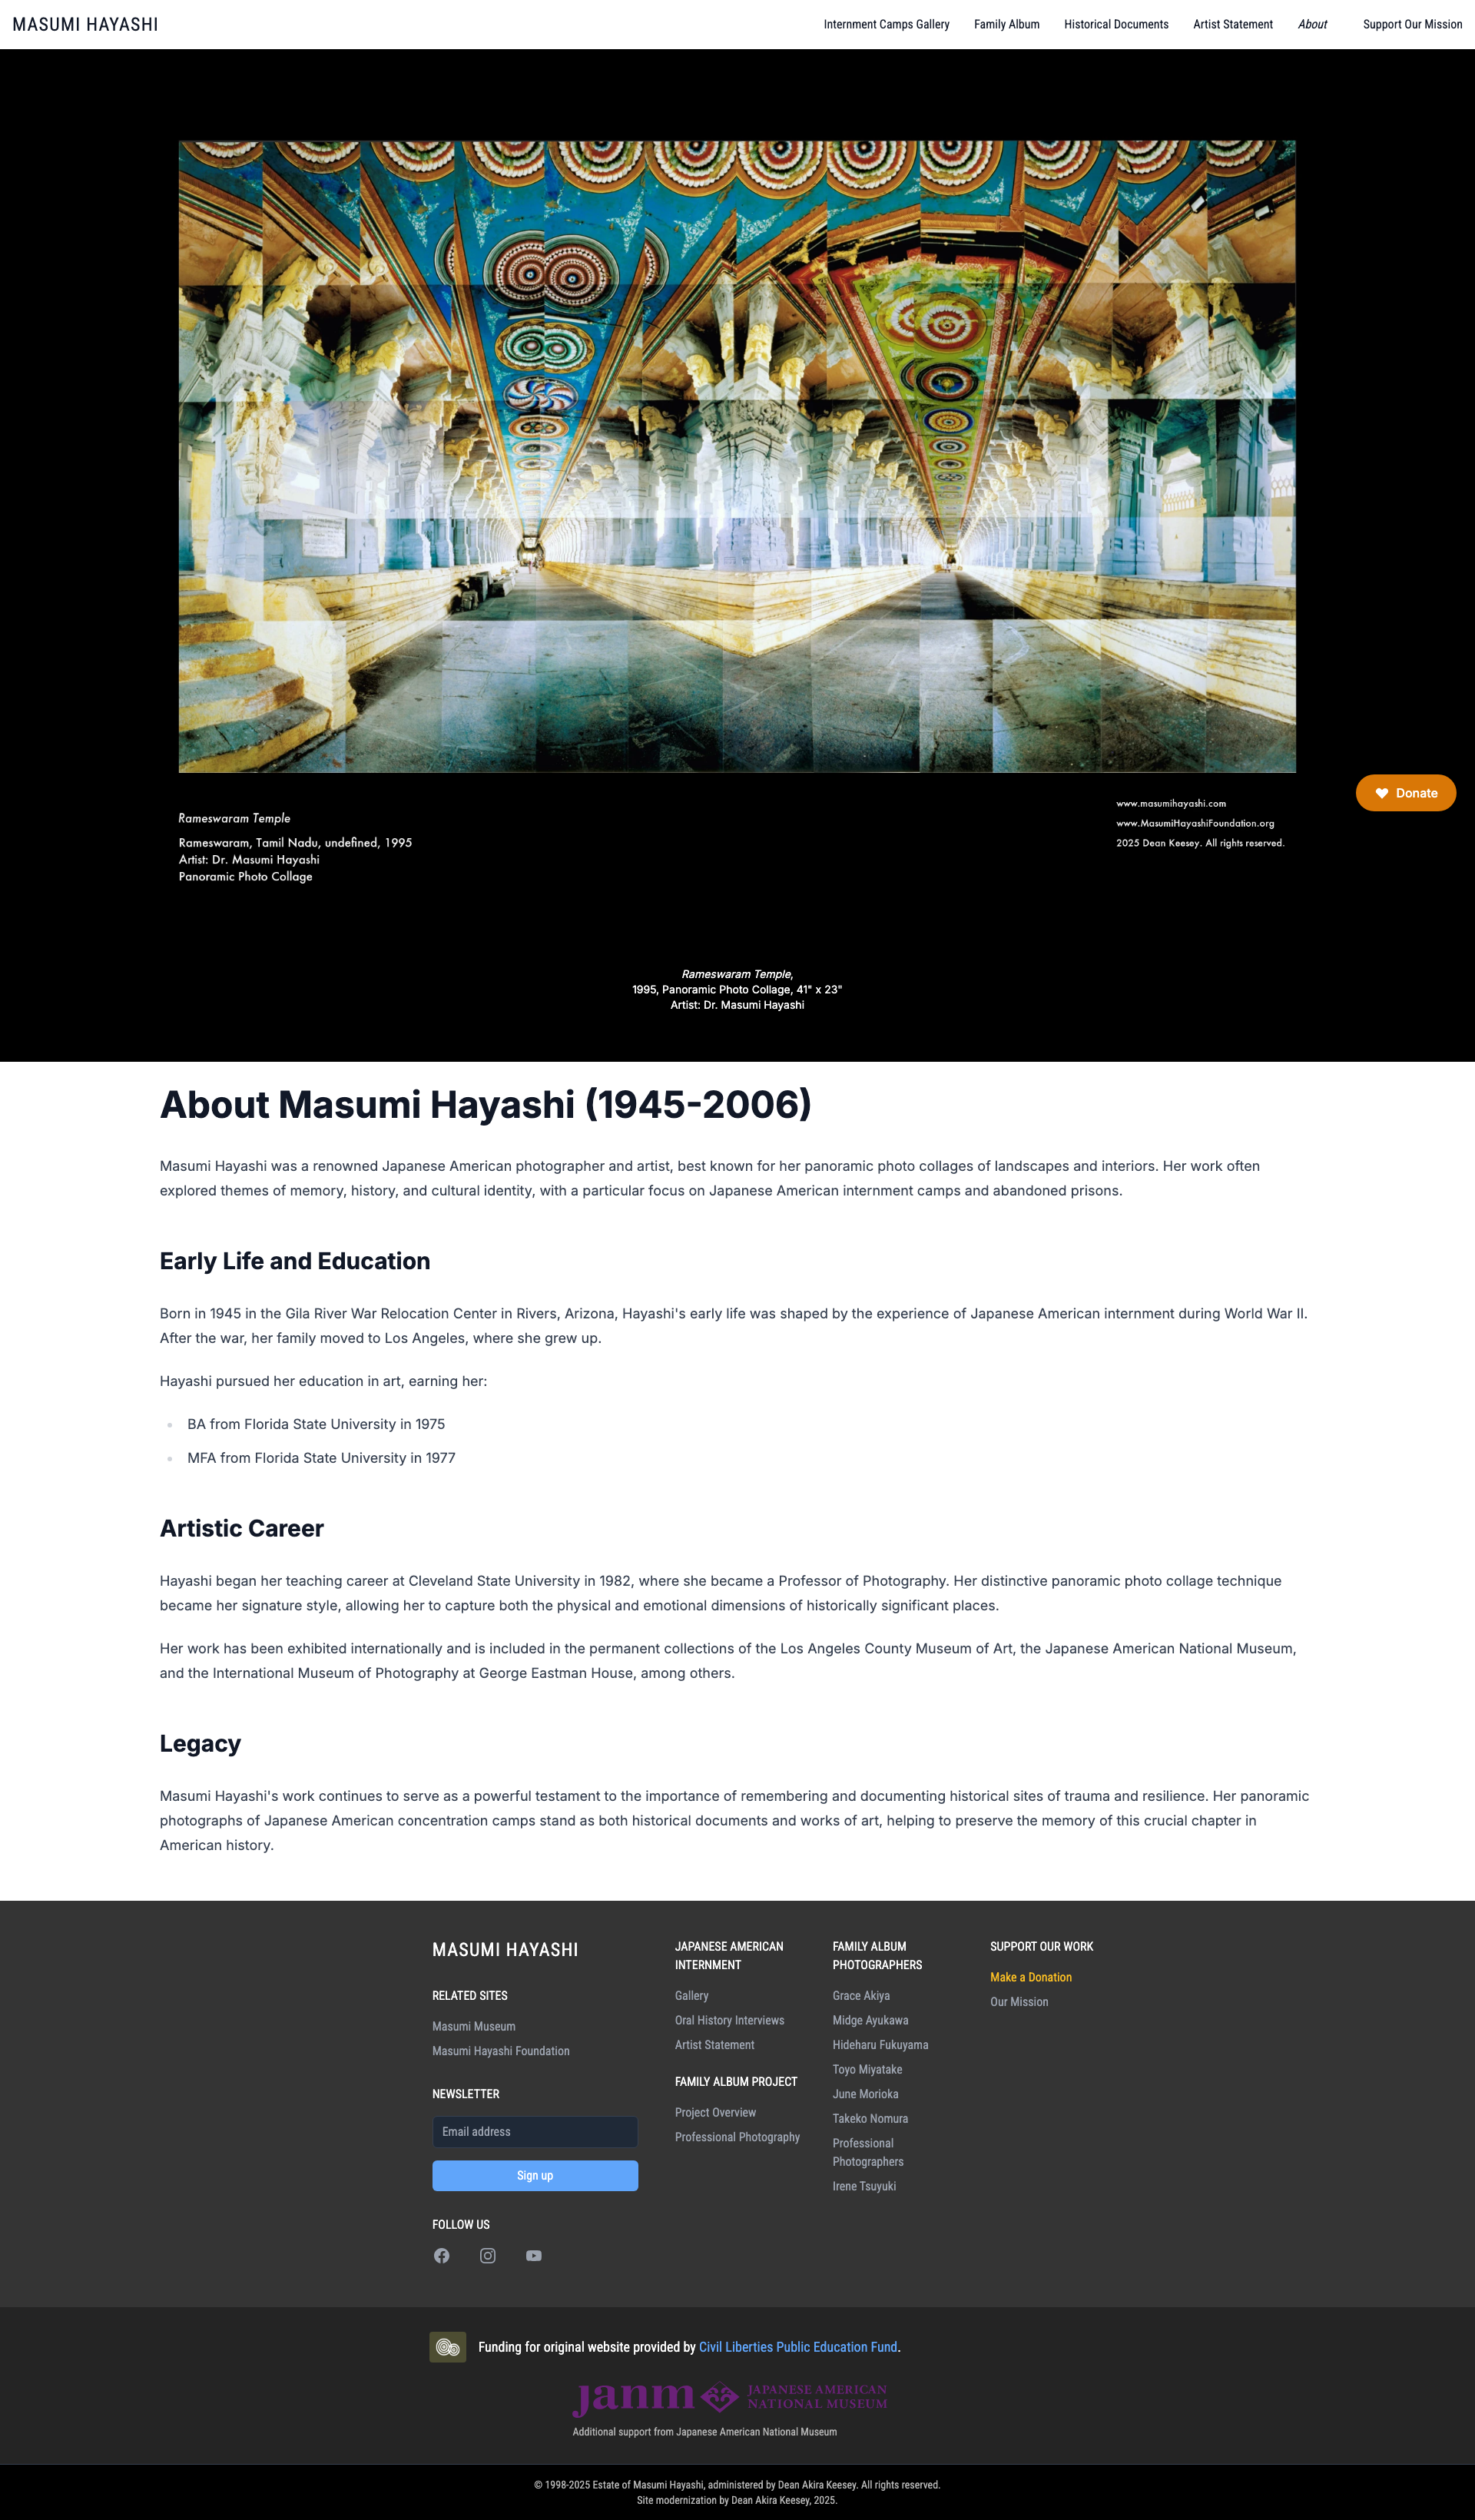 MASUMI HAYASHI
Internment Camps Gallery
Family Album
Historical Documents
Artist Statement
About
Support Our Mission
Donate
Rameswaram Temple
Rameswaram, Tamil Nadu, undefined, 1995
Artist: Dr. Masumi Hayashi
Panoramic Photo Collage
www.masumihayashi.com
www.MasumiHayashiFoundation.org
2025 Dean Keesey. All rights reserved.
Rameswaram Temple,
1995, Panoramic Photo Collage, 41" x 23"
Artist: Dr. Masumi Hayashi
About Masumi Hayashi (1945-2006)
Masumi Hayashi was a renowned Japanese American photographer and artist, best known for her panoramic photo collages of landscapes and interiors. Her work often
explored themes of memory, history, and cultural identity, with a particular focus on Japanese American internment camps and abandoned prisons.
Early Life and Education
Born in 1945 in the Gila River War Relocation Center in Rivers, Arizona, Hayashi's early life was shaped by the experience of Japanese American internment during World War II.
After the war, her family moved to Los Angeles, where she grew up.
Hayashi pursued her education in art, earning her:
BA from Florida State University in 1975
MFA from Florida State University in 1977
Artistic Career
Hayashi began her teaching career at Cleveland State University in 1982, where she became a Professor of Photography. Her distinctive panoramic photo collage technique
became her signature style, allowing her to capture both the physical and emotional dimensions of historically significant places.
Her work has been exhibited internationally and is included in the permanent collections of the Los Angeles County Museum of Art, the Japanese American National Museum,
and the International Museum of Photography at George Eastman House, among others.
Legacy
Masumi Hayashi's work continues to serve as a powerful testament to the importance of remembering and documenting historical sites of trauma and resilience. Her panoramic
photographs of Japanese American concentration camps stand as both historical documents and works of art, helping to preserve the memory of this crucial chapter in
American history.
MASUMI HAYASHI
RELATED SITES
Masumi Museum
Masumi Hayashi Foundation
NEWSLETTER
Email address
Sign up
FOLLOW US
JAPANESE AMERICAN
INTERNMENT
Gallery
Oral History Interviews
Artist Statement
FAMILY ALBUM PROJECT
Project Overview
Professional Photography
FAMILY ALBUM
PHOTOGRAPHERS
Grace Akiya
Midge Ayukawa
Hideharu Fukuyama
Toyo Miyatake
June Morioka
Takeko Nomura
Professional
Photographers
Irene Tsuyuki
SUPPORT OUR WORK
Make a Donation
Our Mission
Funding for original website provided by Civil Liberties Public Education Fund.
janm
JAPANESE AMERICAN
NATIONAL MUSEUM
Additional support from Japanese American National Museum
© 1998-2025 Estate of Masumi Hayashi, administered by Dean Akira Keesey. All rights reserved.
Site modernization by Dean Akira Keesey, 2025.